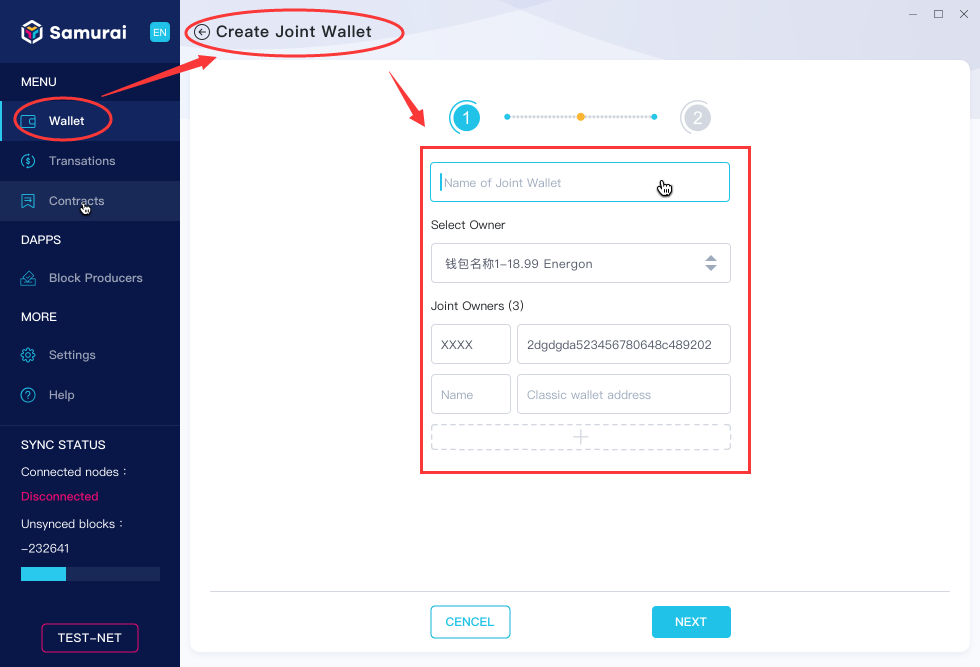 Samurai
EN
MENU
Wallet
Transations
Contracts
DAPPS
Block Producers
MORE
Settings
Help
SYNC STATUS
Connected nodes：
Disconnected
Unsynced blocks：
-232641
TEST-NET
Create Joint Wallet
1
2
Name of Joint Wallet
Select Owner
钱包名称1-18.99 Energon
Joint Owners (3)
XXXX 2dgdgda523456780648c489202
Name Classic wallet address
CENCEL NEXT